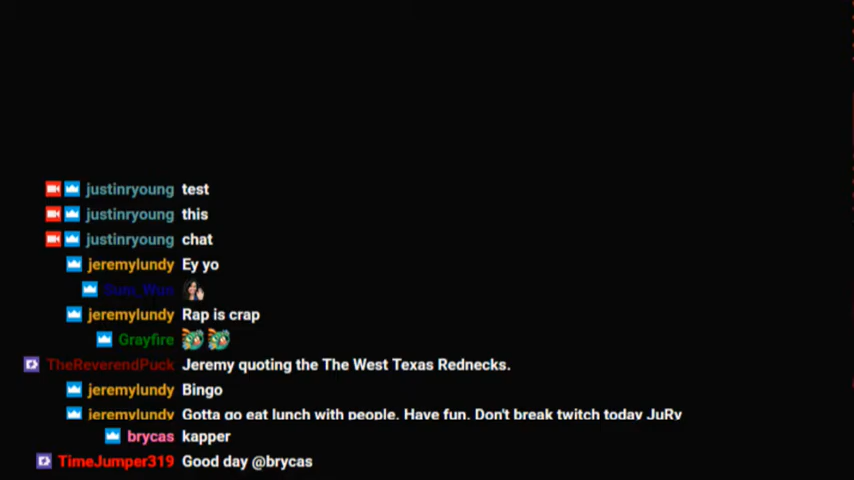 justinryoung test
justinryoung this
justinryoung chat
jeremylundy Ey yo
jeremylundy Rap is crap
Grayfire
TheReverendPuck Jeremy quoting the The West Texas Rednecks.
jeremylundy Bingo
jeremylundy Gotta go eat lunch with people. Have fun. Don't break twitch today JuRy
brycas kapper
TimeJumper319 Good day @brycas